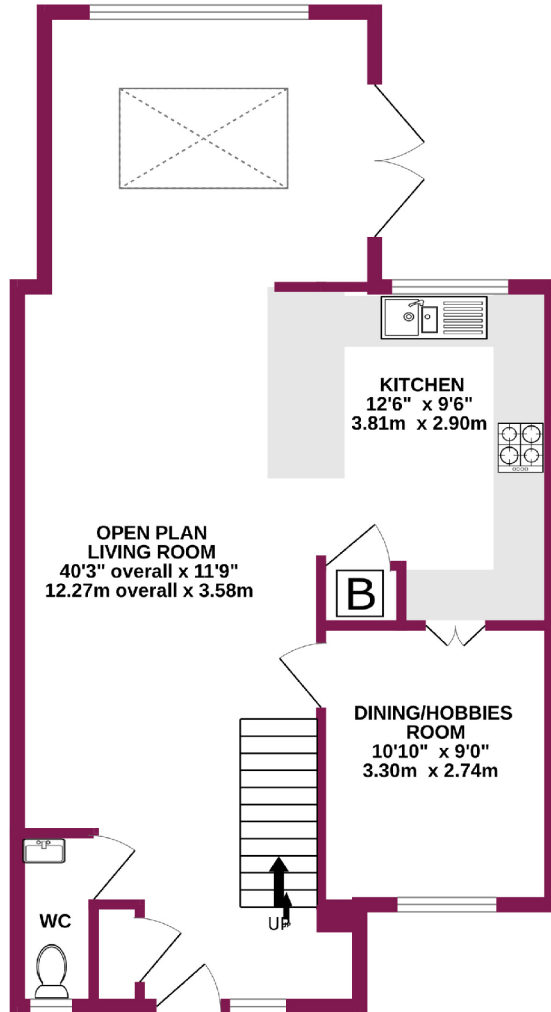 KITCHEN
12'6" x 9'6"
3.81m x 2.90m
OPEN PLAN
LIVING ROOM
40'3" overall x 11'9"
12.27m overall x 3.58m
B
DINING/HOBBIES
ROOM
10'10" x 9'0"
3.30m x 2.74m
WC
UP